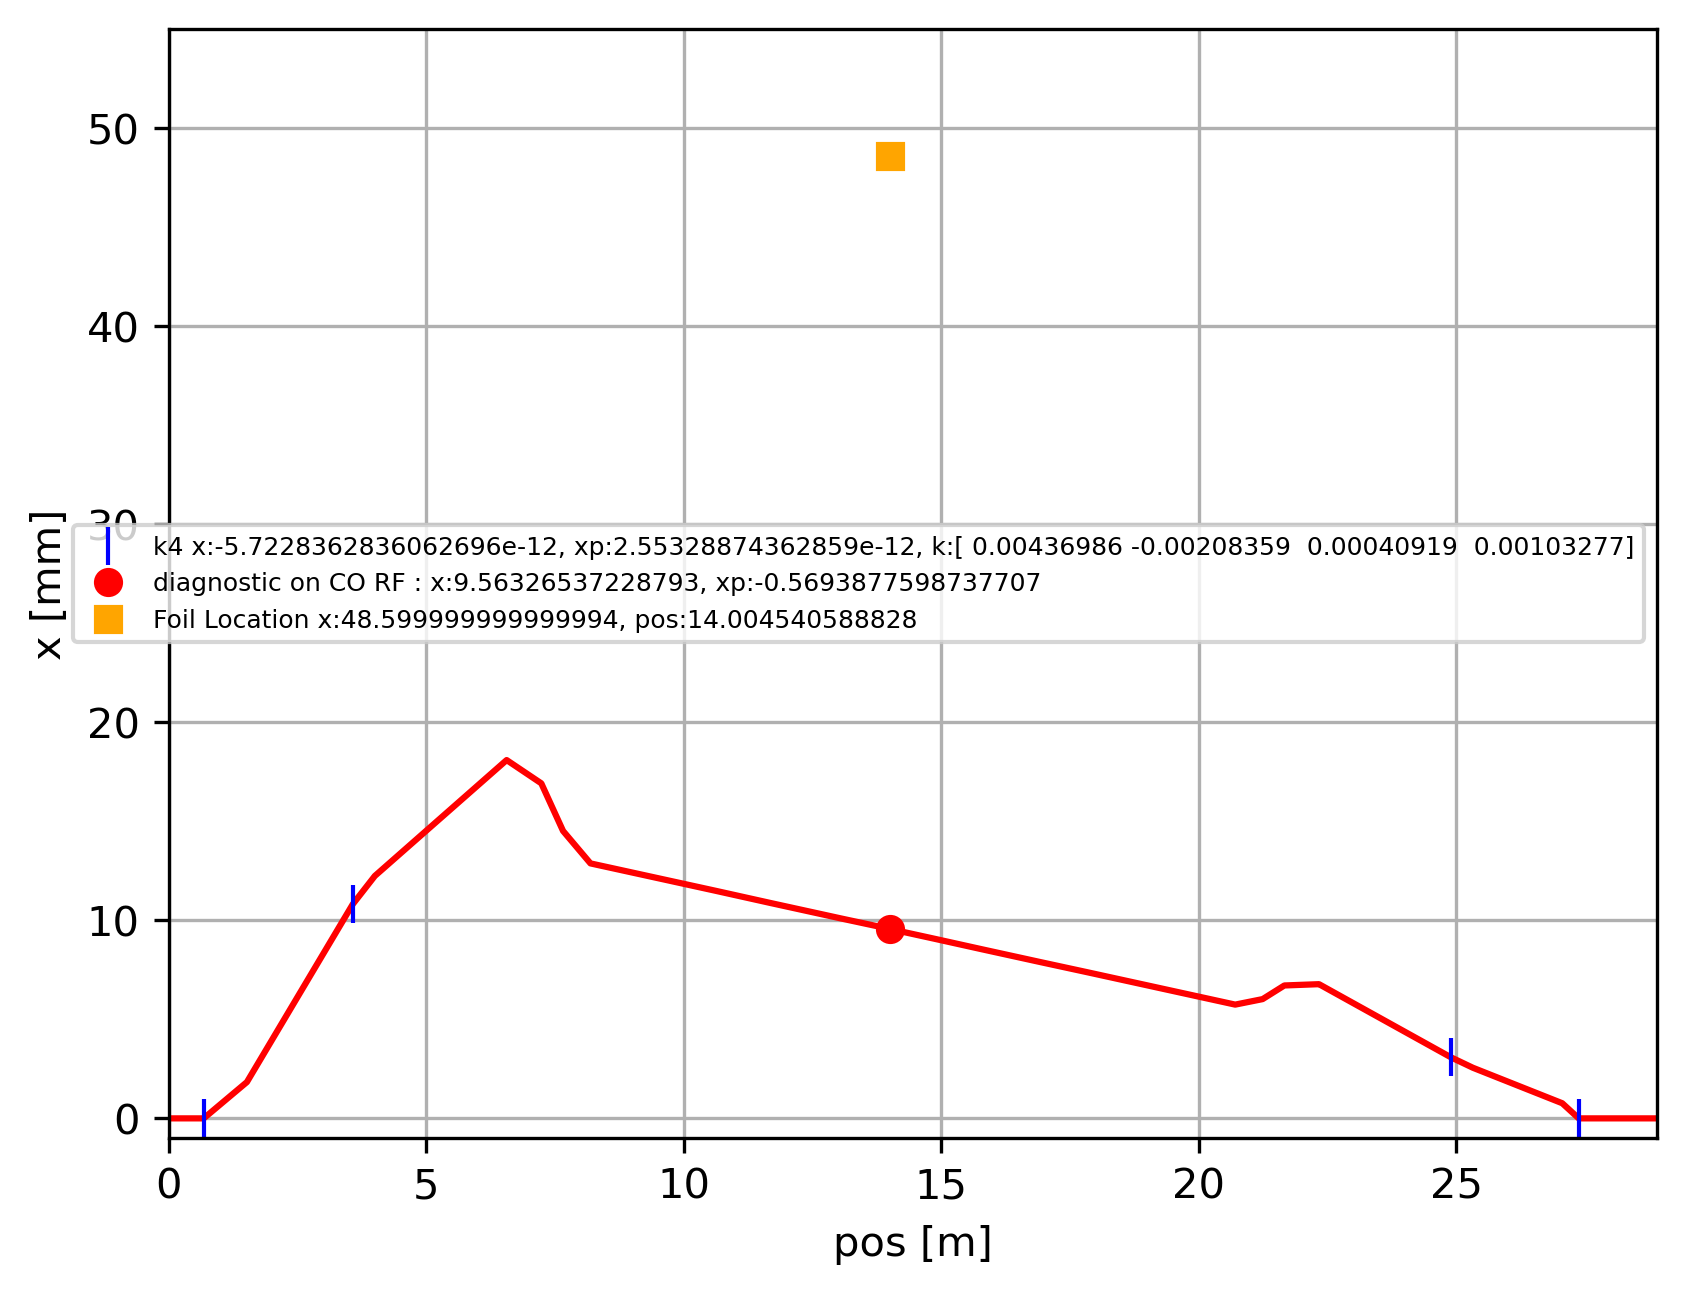 50
40
30
20
10
0
x [mm]
k4 x:-5.7228362836062696e-12, xp:2.55328874362859e-12, k:[ 0.00436986 -0.00208359  0.00040919  0.00103277]
diagnostic on CO RF : x:9.56326537228793, xp:-0.5693877598737707
Foil Location x:48.599999999999994, pos:14.004540588828
0 5 10 15 20 25
pos [m]